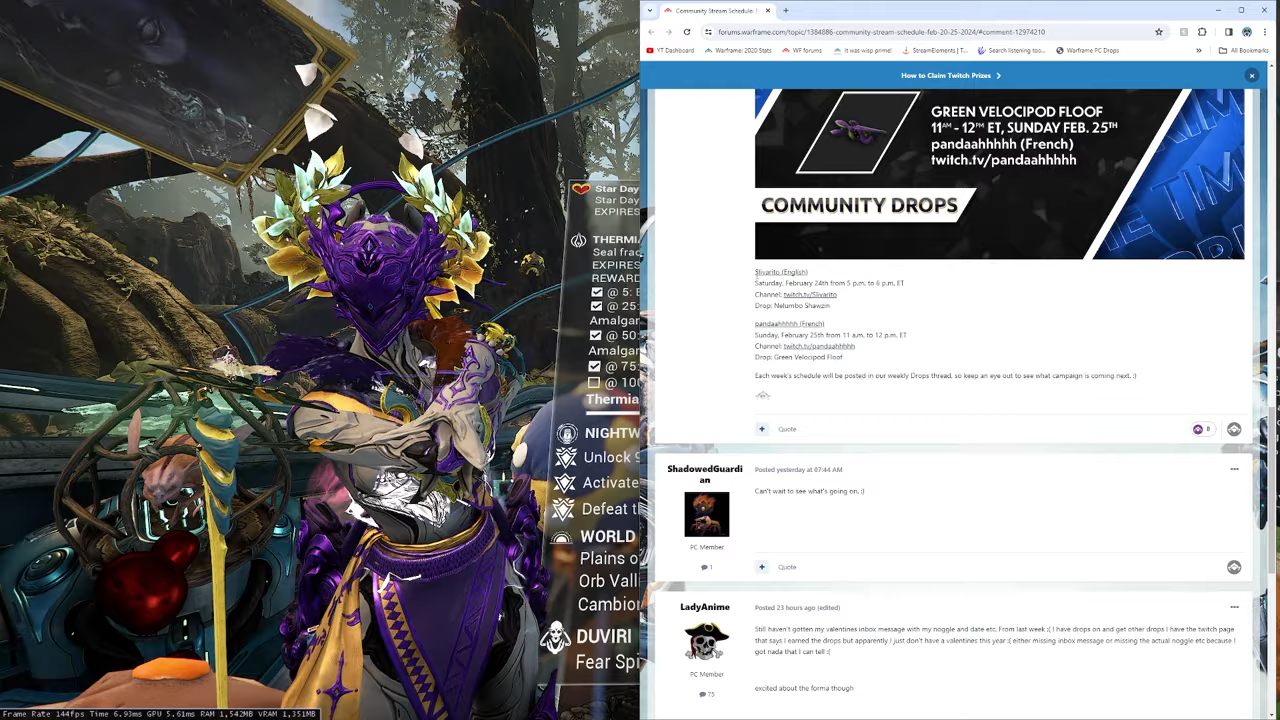 Star Day
Star Day
EXPIRES
THERMIA
Seal frac
EXPIRE
REWARD
@ 5:
@ 25:
Amalgar
@ 50
Amalgar
@ 75
@ 100
Thermia
NIGHTW
Unlock 9
Activate
Defeat t
WORLD
Plains o
Orb Vall
Cambion
DUVIRI
Fear Spi
Frame Rate 144fps Time 6.93ms GPU 5.61ms RAM 1,542MB VRAM 1,351MB
Community Stream Schedule:
forums.warframe.com/topic/1384886-community-stream-schedule-feb-20-25-2024/#comment-12974210
YT Dashboard
Warframe: 2020 Stats
WF forums
It was wisp prime!
StreamElements | T...
Search listening too...
Warframe PC Drops
»
All Bookmarks
How to Claim Twitch Prizes
GREEN VELOCIPOD FLOOF
11AM - 12PM ET, SUNDAY FEB. 25TH
pandaahhhhh (French)
twitch.tv/pandaahhhhh
COMMUNITY DROPS
Slivarito (English)
Saturday, February 24th from 5 p.m. to 6 p.m. ET
Channel: twitch.tv/Slivarito
Drop: Nelumbo Shawzin
pandaahhhhh (French)
Sunday, February 25th from 11 a.m. to 12 p.m. ET
Channel: twitch.tv/pandaahhhhh
Drop: Green Velocipod Floof
Each week's schedule will be posted in our weekly Drops thread, so keep an eye out to see what campaign is coming next. :)
+ Quote
8
ShadowedGuardi
an
Posted yesterday at 07:44 AM
Can't wait to see what's going on. :)
PC Member
1
+ Quote
LadyAnime
Posted 23 hours ago (edited)
Still haven't gotten my valentines inbox message with my noggle and date etc. From last week :( I have drops on and get other drops I have the twitch page
that says I earned the drops but apparently I just don't have a valentines this year :( either missing inbox message or missing the actual noggle etc because I
got nada that I can tell :(
PC Member
75
excited about the forma though